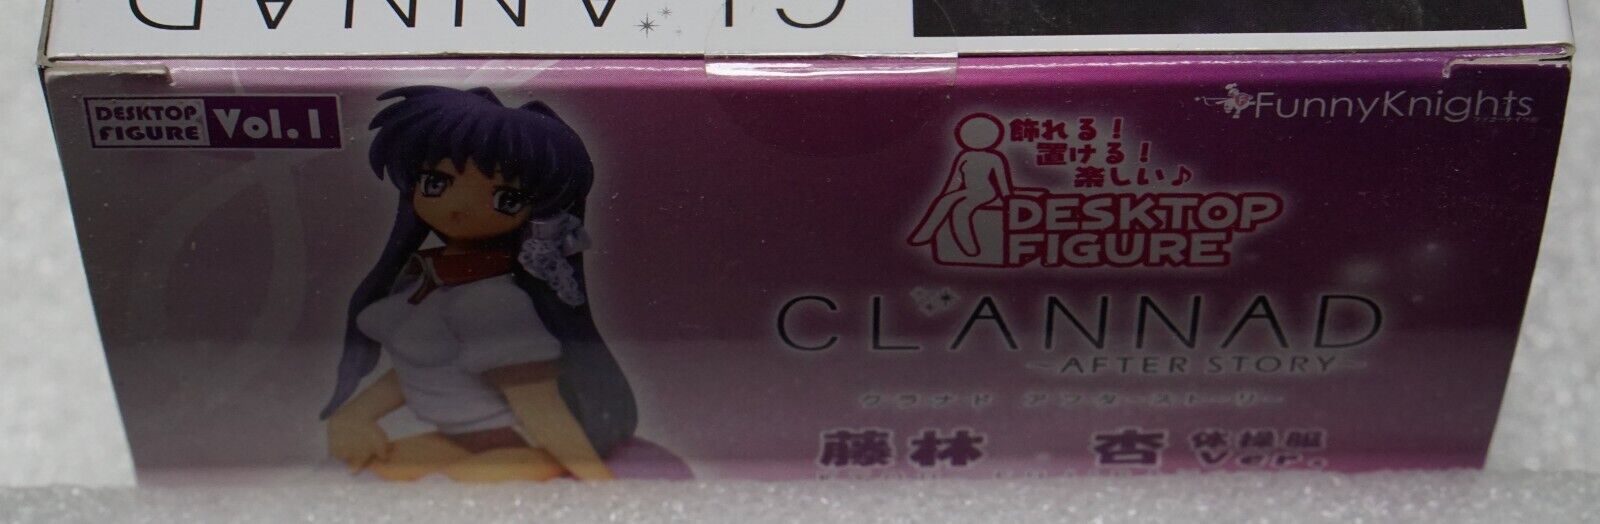 CLANNAD
DESKTOP
FIGURE
Vol.1
FunnyKnights
飾れる!
置ける!
楽しい♪
DESKTOP
FIGURE
CLANNAD
~AFTER STORY~
クラナド アフターストーリー
藤林 杏 体操服
Ver.